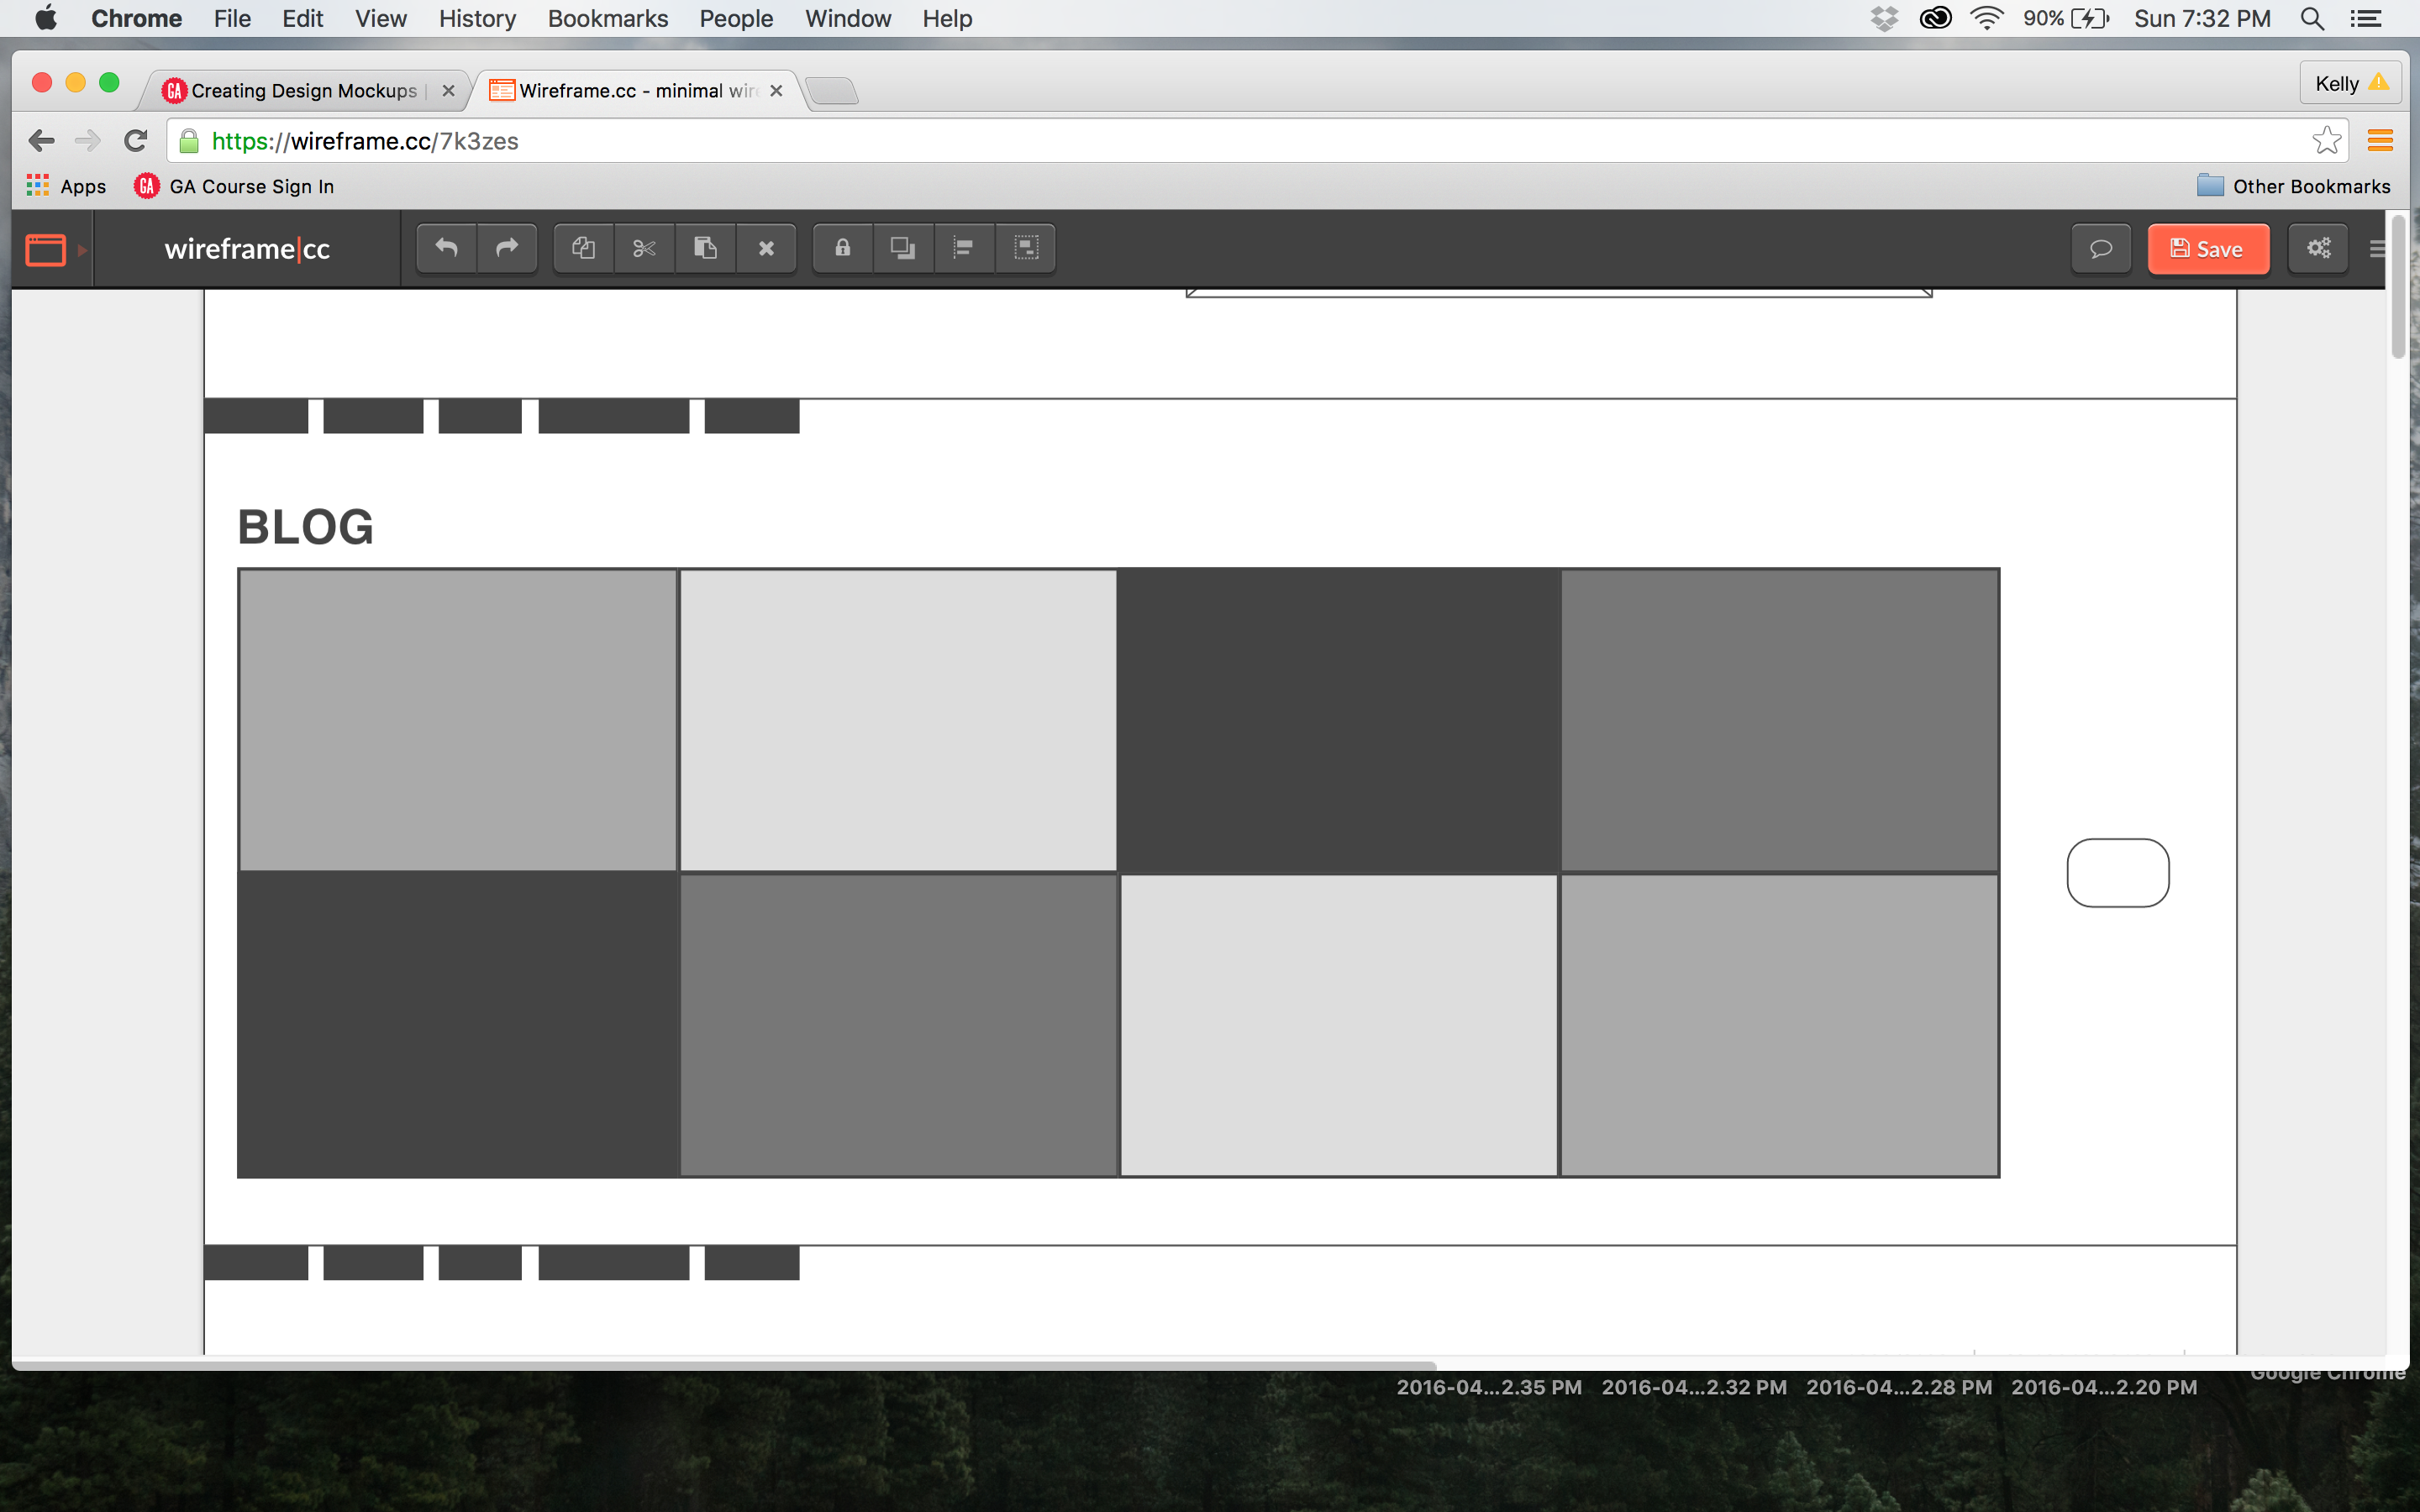 Chrome File Edit View History Bookmarks People Window Help 90% Sun 7:32 PM
Creating Design Mockups | Wireframe.cc - minimal wir Kelly
https://wireframe.cc/7k3zes
Apps GA GA Course Sign In Other Bookmarks
wireframe|cc Save
BLOG
Google Chrome
2016-04...2.35 PM 2016-04...2.32 PM 2016-04...2.28 PM 2016-04...2.20 PM